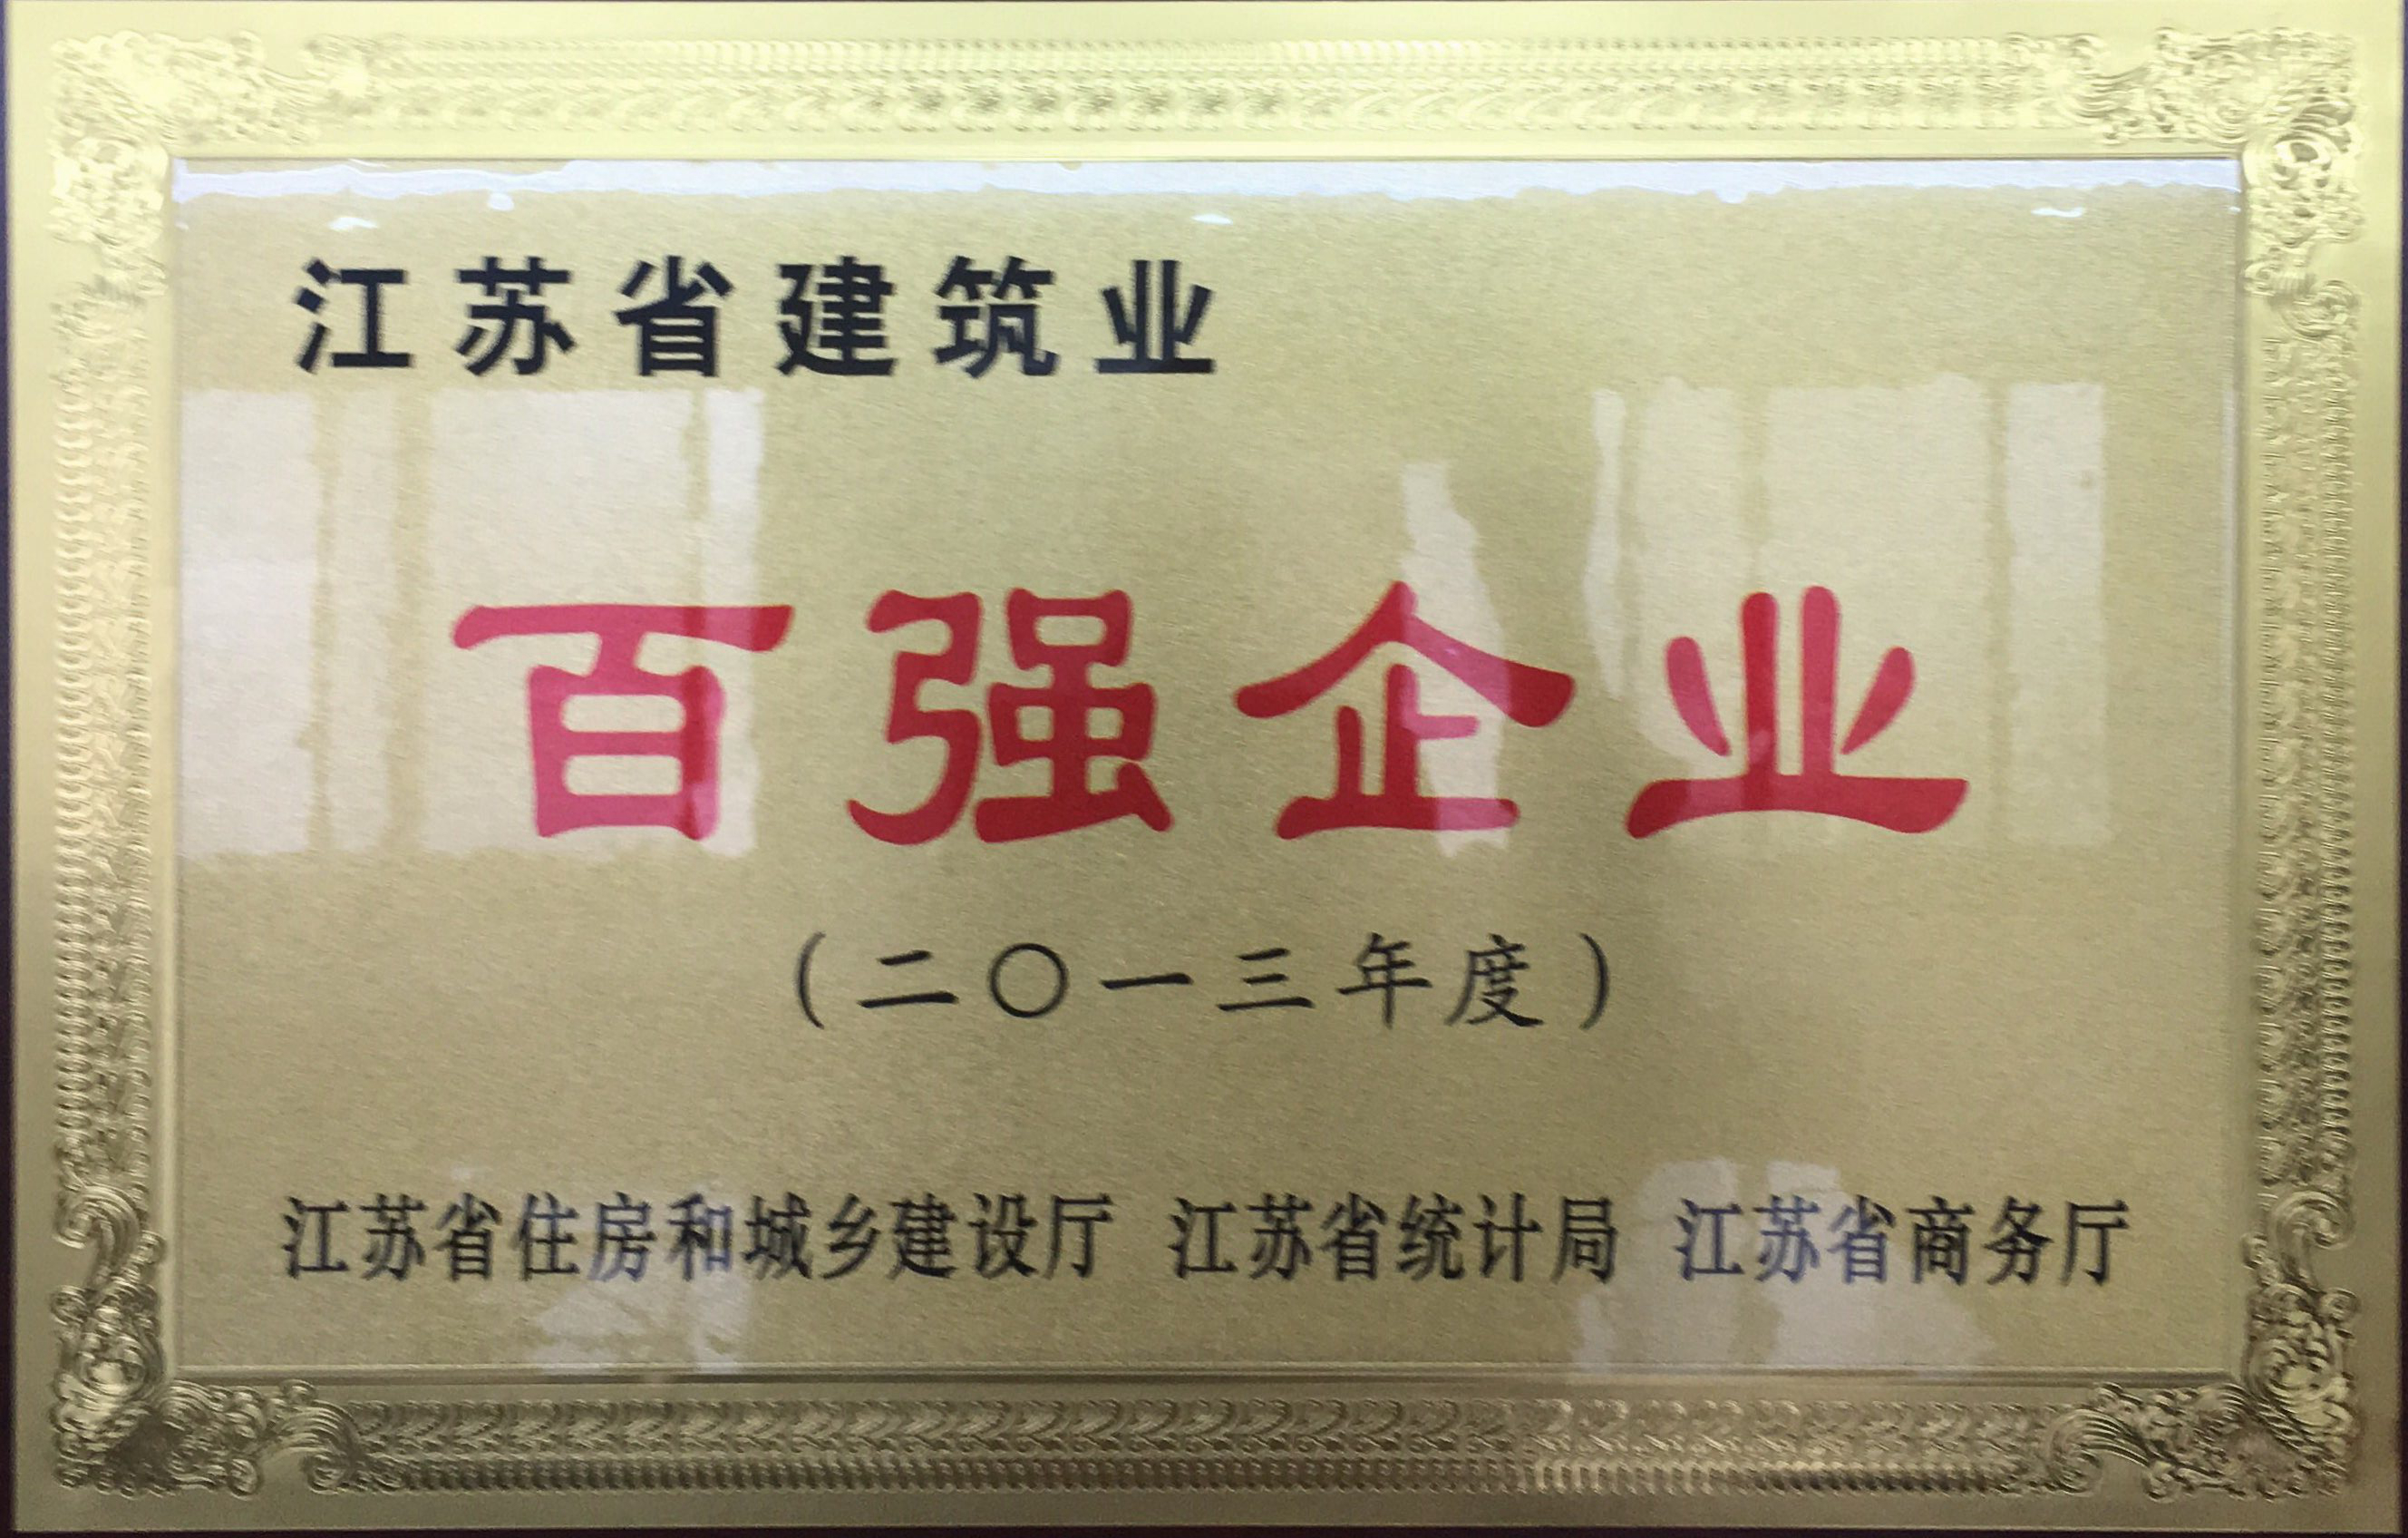 江苏省建筑业
百强企业
(二〇一三年度)
江苏省住房和城乡建设厅 江苏省统计局 江苏省商务厅